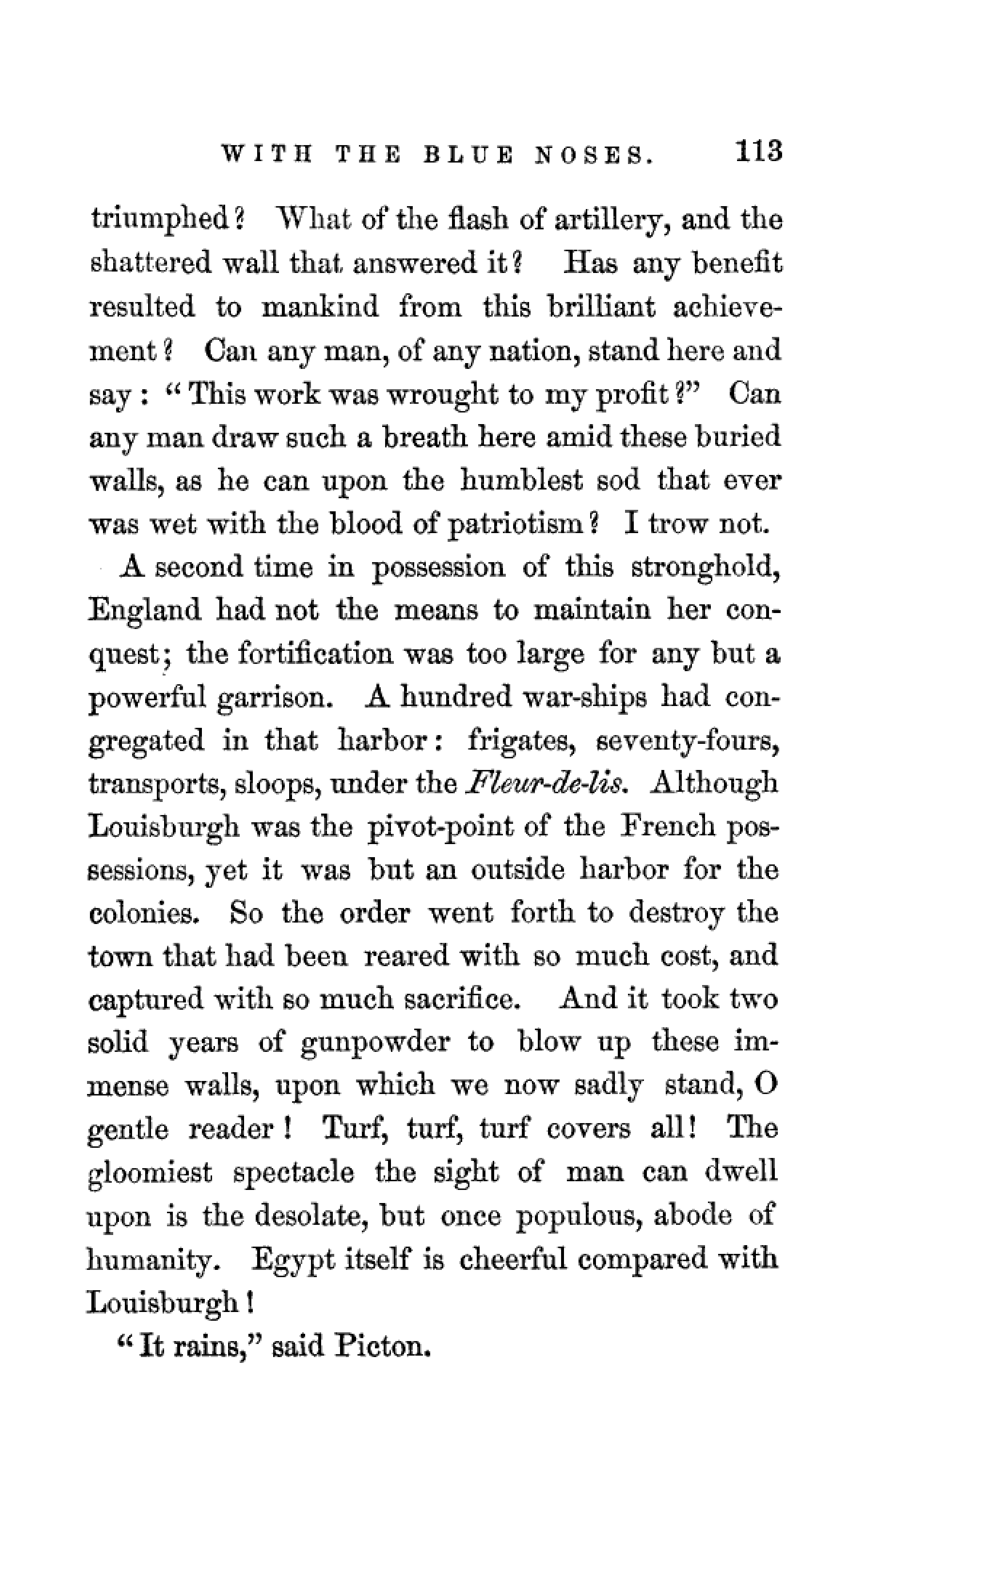 WITH THE BLUE NOSES. 113
triumphed? What of the flash of artillery, and the
shattered wall that answered it? Has any benefit
resulted to mankind from this brilliant achieve-
ment? Can any man, of any nation, stand here and
say: “This work was wrought to my profit?” Can
any man draw such a breath here amid these buried
walls, as he can upon the humblest sod that ever
was wet with the blood of patriotism? I trow not.
A second time in possession of this stronghold,
England had not the means to maintain her con-
quest; the fortification was too large for any but a
powerful garrison. A hundred war-ships had con-
gregated in that harbor: frigates, seventy-fours,
transports, sloops, under the Fleur-de-lis. Although
Louisburgh was the pivot-point of the French pos-
sessions, yet it was but an outside harbor for the
colonies. So the order went forth to destroy the
town that had been reared with so much cost, and
captured with so much sacrifice. And it took two
solid years of gunpowder to blow up these im-
mense walls, upon which we now sadly stand, O
gentle reader! Turf, turf, turf covers all! The
gloomiest spectacle the sight of man can dwell
upon is the desolate, but once populous, abode of
humanity. Egypt itself is cheerful compared with
Louisburgh!
“It rains,” said Picton.